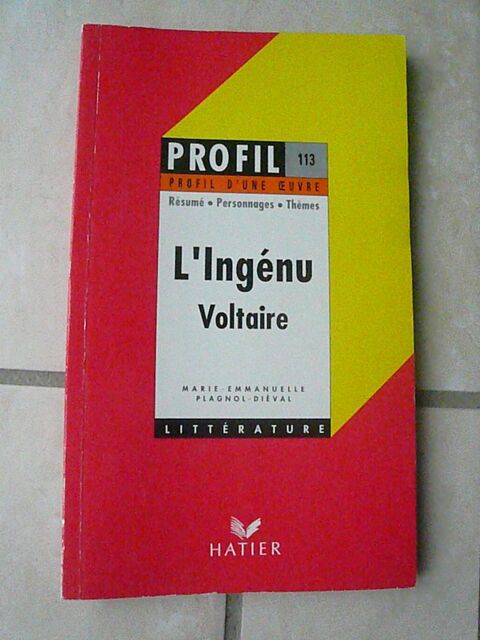 PROFIL 113
PROFIL D'UNE ŒUVRE
Résumé • Personnages • Thèmes
L'Ingénu
Voltaire
MARIE-EMMANUELLE
PLAGNOL-DIÉVAL
LITTÉRATURE
HATIER